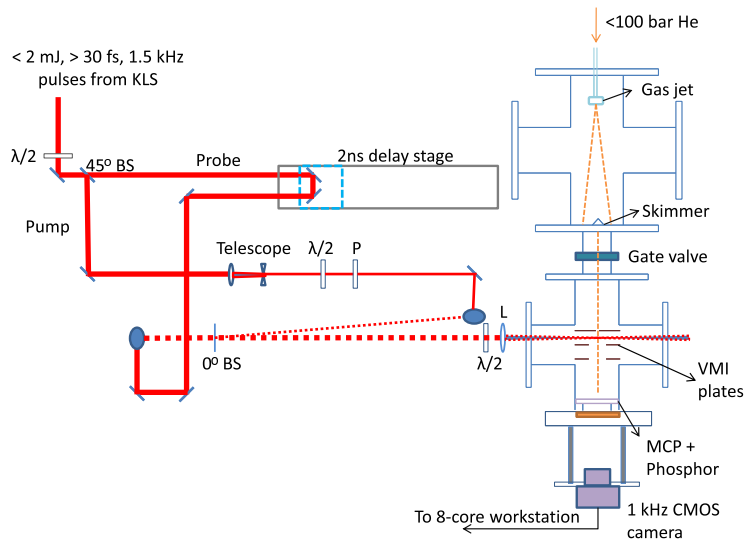 <100 bar He
< 2 mJ, > 30 fs, 1.5 kHz
pulses from KLS
Gas jet
λ/2
45⁰ BS
Probe
2ns delay stage
Skimmer
Pump
Telescope
λ/2
P
Gate valve
L
0⁰ BS
λ/2
VMI
plates
MCP +
Phosphor
To 8-core workstation
1 kHz CMOS
camera